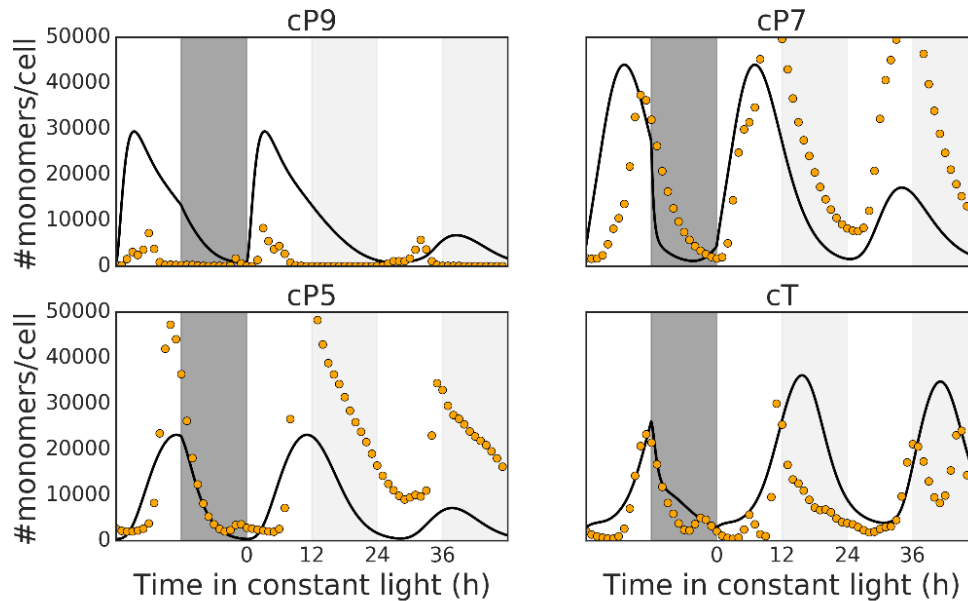 cP9
cP7
50000
40000
30000
20000
10000
0
#monomers/cell
cP5
cT
50000
40000
30000
20000
10000
0
#monomers/cell
0 12 24 36
0 12 24 36
Time in constant light (h)
Time in constant light (h)